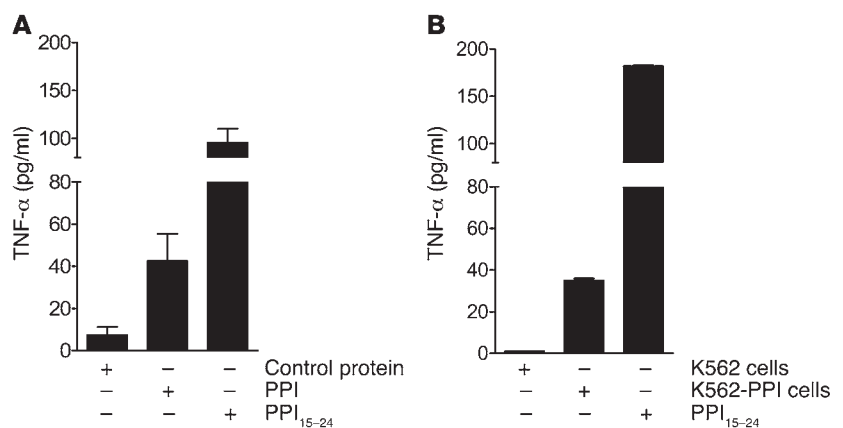 A
B
200
150
100
80
60
40
20
0
TNF-α (pg/ml)
200
150
100
80
60
40
20
0
TNF-α (pg/ml)
+ – – Control protein
– + – PPI
– – + PPI15–24
+ – – K562 cells
– + – K562-PPI cells
– – + PPI15–24